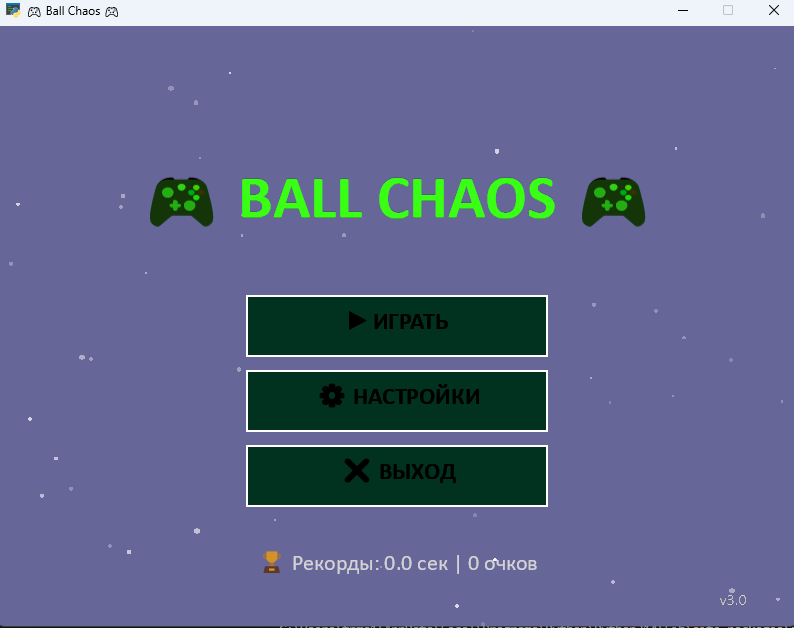 Ball Chaos
BALL CHAOS
ИГРАТЬ
НАСТРОЙКИ
ВЫХОД
Рекорды: 0.0 сек | 0 очков
v3.0